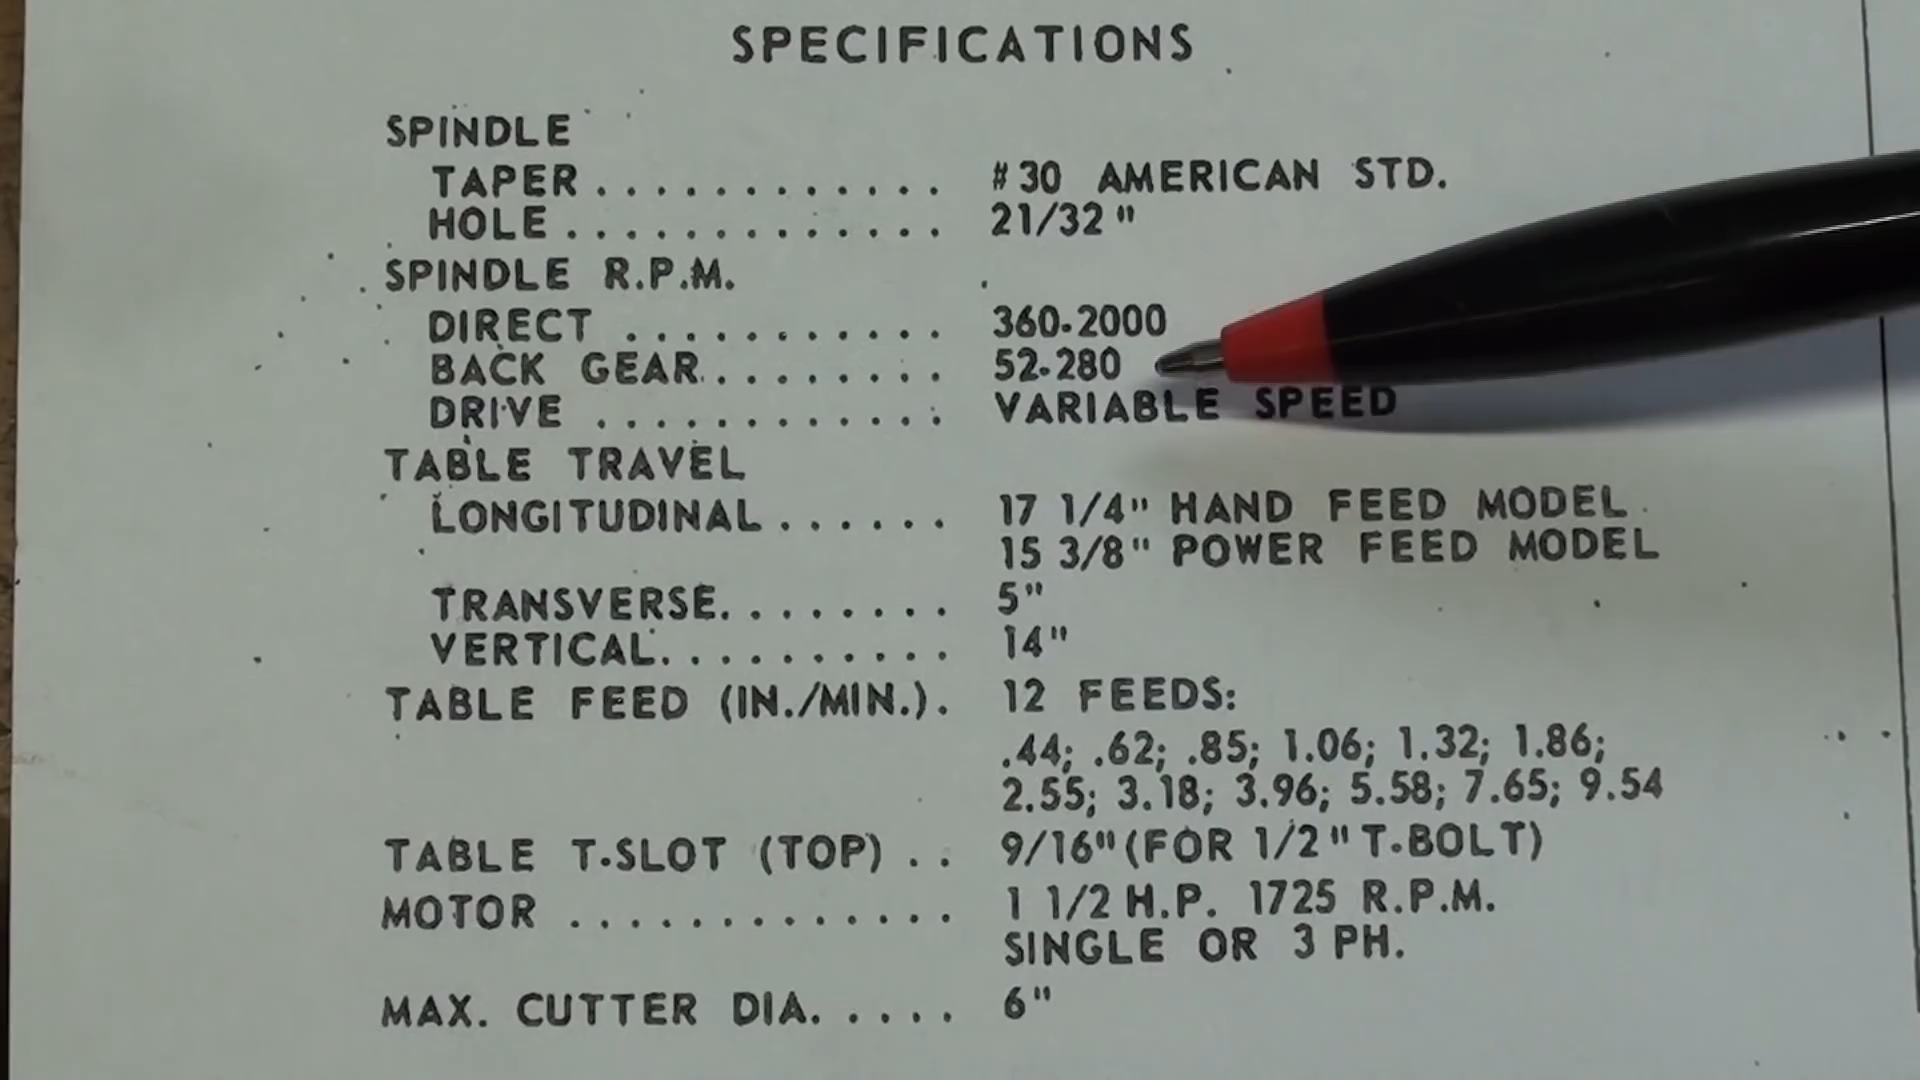 SPECIFICATIONS
SPINDLE
TAPER . . . . . . . . . . . . . #30 AMERICAN STD.
HOLE . . . . . . . . . . . . . . 21/32"
SPINDLE R.P.M.
DIRECT . . . . . . . . . . . . 360-2000
BACK GEAR. . . . . . . . . 52-280
DRIVE . . . . . . . . . . . . . VARIABLE SPEED
TABLE TRAVEL
LONGITUDINAL . . . . . . 17 1/4" HAND FEED MODEL
15 3/8" POWER FEED MODEL
TRANSVERSE. . . . . . . . 5"
VERTICAL. . . . . . . . . . 14"
TABLE FEED (IN./MIN.). 12 FEEDS:
.44; .62; .85; 1.06; 1.32; 1.86;
2.55; 3.18; 3.96; 5.58; 7.65; 9.54
TABLE T-SLOT (TOP) . . 9/16" (FOR 1/2" T-BOLT)
MOTOR . . . . . . . . . . . . . 1 1/2 H.P. 1725 R.P.M.
SINGLE OR 3 PH.
MAX. CUTTER DIA. . . . . 6"